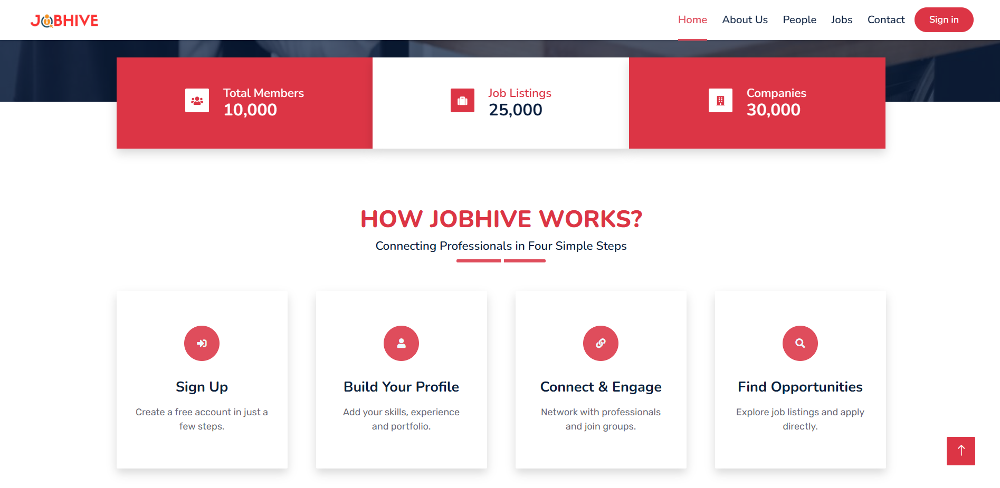 JOBHIVE
Home About Us People Jobs Contact Sign in
Total Members
10,000
Job Listings
25,000
Companies
30,000
HOW JOBHIVE WORKS?
Connecting Professionals in Four Simple Steps
Sign Up
Create a free account in just a
few steps.
Build Your Profile
Add your skills, experience
and portfolio.
Connect & Engage
Network with professionals
and join groups.
Find Opportunities
Explore job listings and apply
directly.